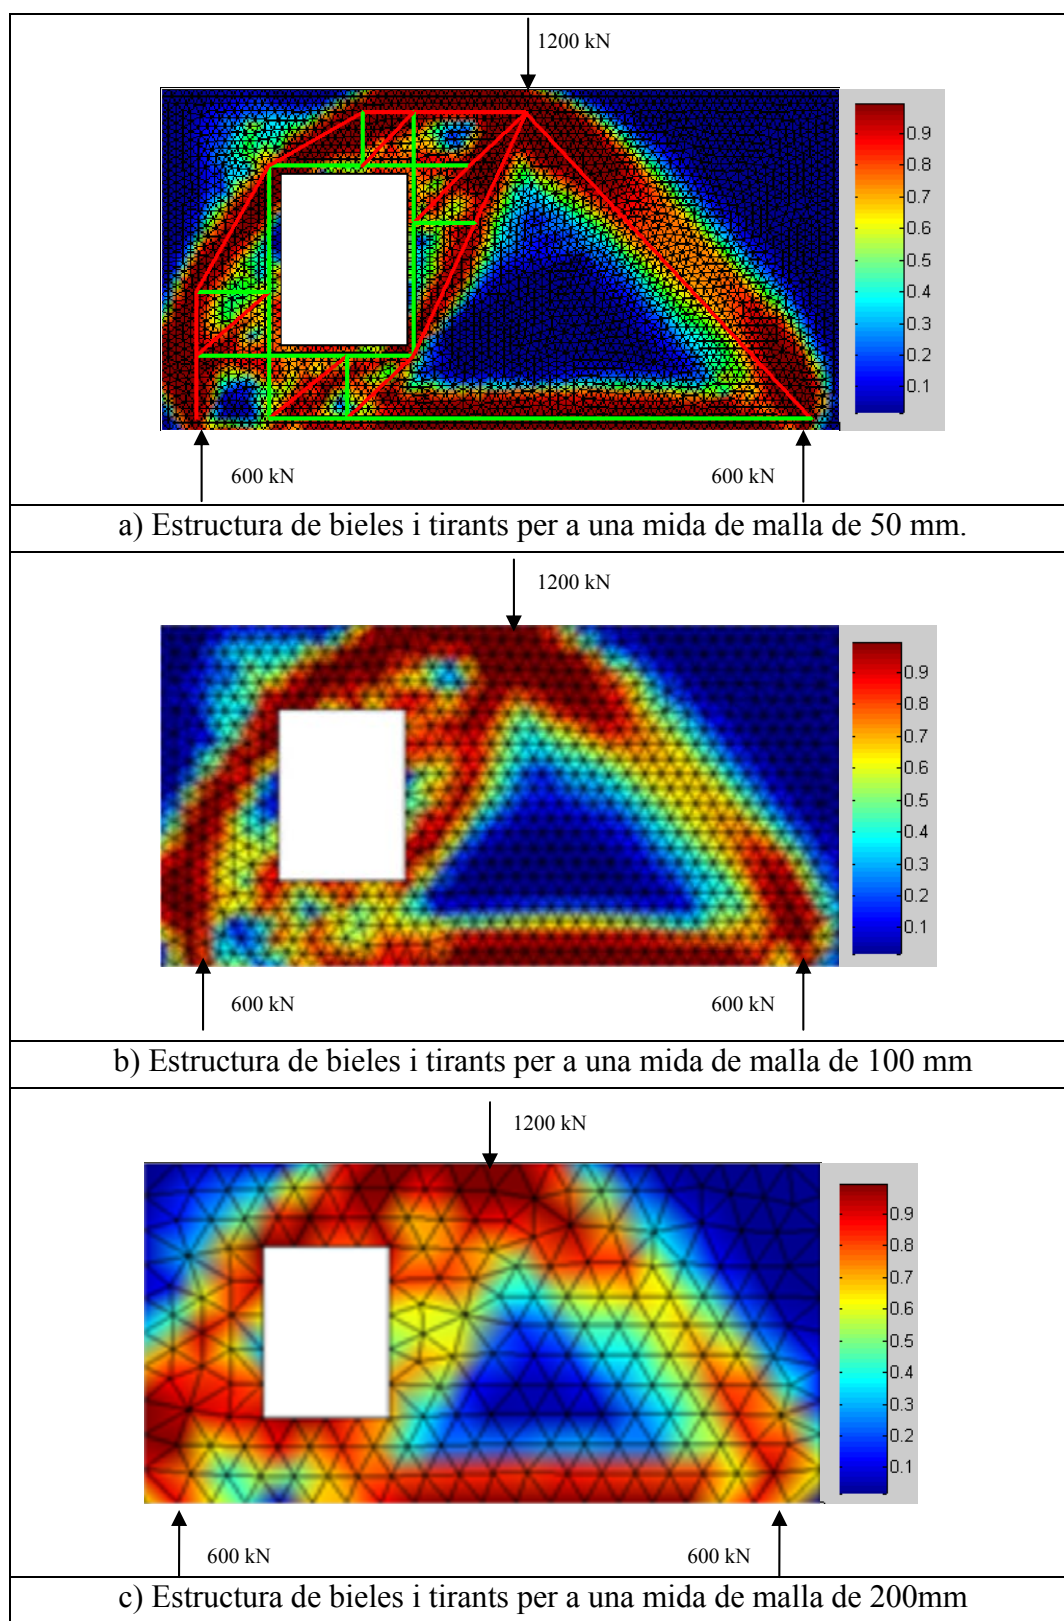 1200 kN
0.9
0.8
0.7
0.6
0.5
0.4
0.3
0.2
0.1
600 kN
600 kN
a) Estructura de bieles i tirants per a una mida de malla de 50 mm.
1200 kN
0.9
0.8
0.7
0.6
0.5
0.4
0.3
0.2
0.1
600 kN
600 kN
b) Estructura de bieles i tirants per a una mida de malla de 100 mm
1200 kN
0.9
0.8
0.7
0.6
0.5
0.4
0.3
0.2
0.1
600 kN
600 kN
c) Estructura de bieles i tirants per a una mida de malla de 200mm